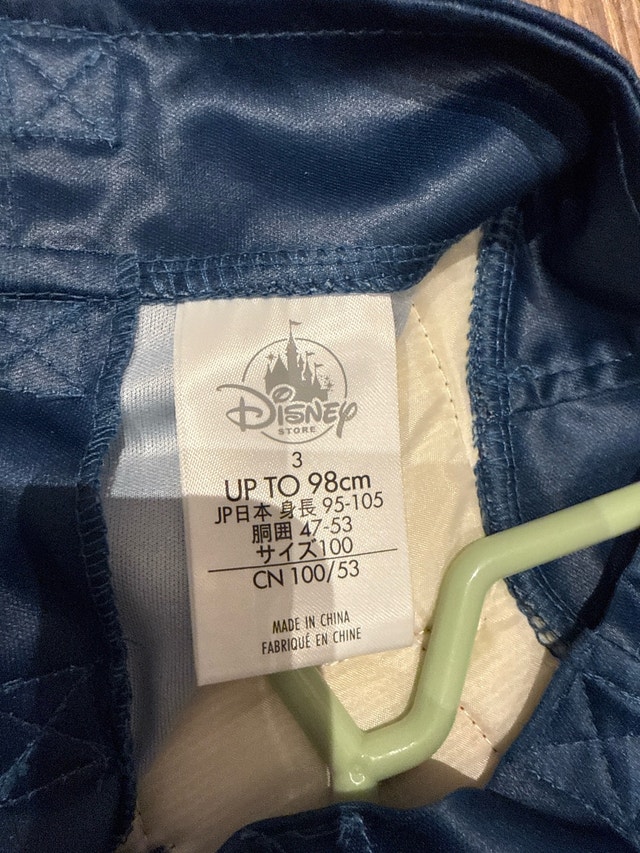 Disney
STORE
3
UP TO 98cm
JP日本 身長 95-105
胴囲 47-53
サイズ100
CN 100/53
MADE IN CHINA
FABRIQUÉ EN CHINE